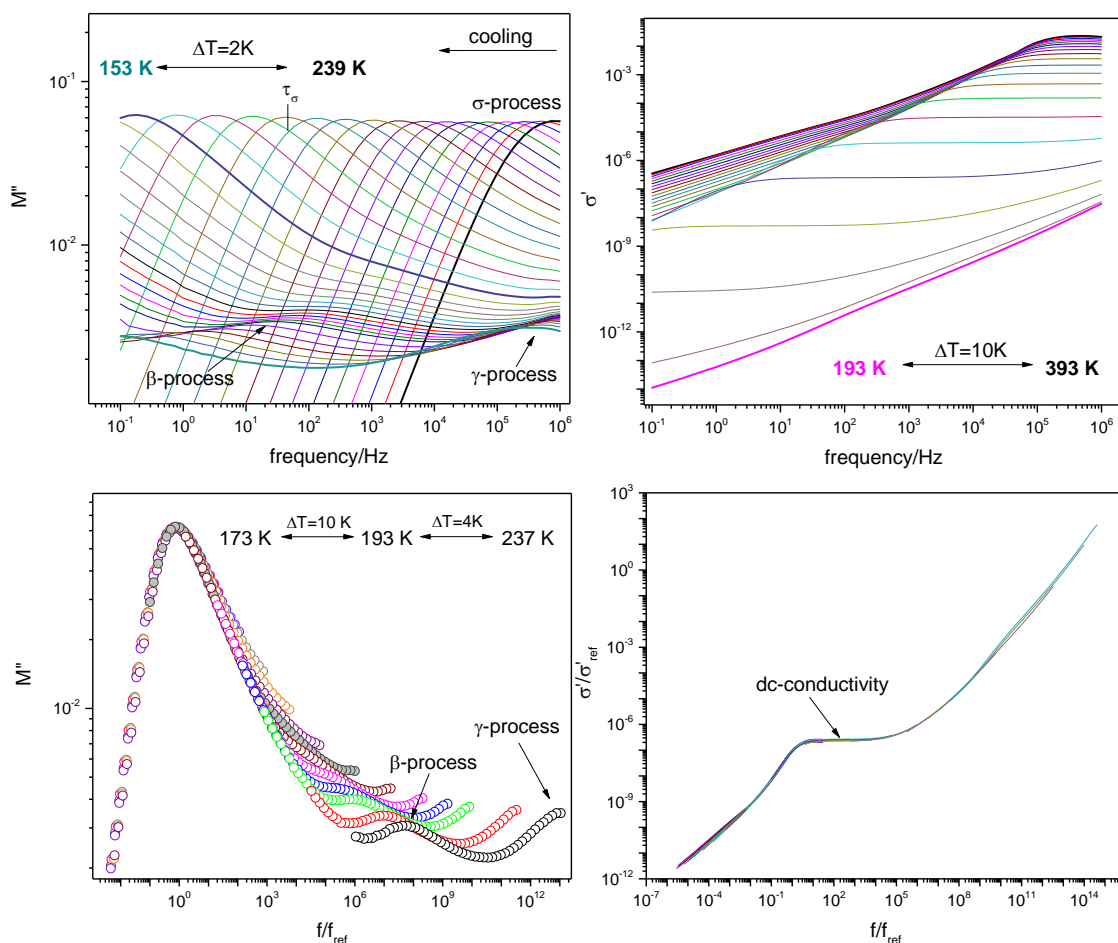 ΔT=2K
cooling
153 K
239 K
τσ
σ-process
10⁻¹
10⁻²
M''
β-process
γ-process
10⁻¹ 10⁰ 10¹ 10² 10³ 10⁴ 10⁵ 10⁶
frequency/Hz
10⁻³
10⁻⁶
10⁻⁹
10⁻¹²
σ'
ΔT=10K
193 K
393 K
10⁻¹ 10⁰ 10¹ 10² 10³ 10⁴ 10⁵ 10⁶
frequency/Hz
173 K
ΔT=10 K
193 K
ΔT=4K
237 K
10⁻²
M''
γ-process
β-process
10⁰ 10³ 10⁶ 10⁹ 10¹²
f/f_ref
10³
10⁰
10⁻³
10⁻⁶
10⁻⁹
10⁻¹²
σ'/σ'_ref
dc-conductivity
10⁻⁷ 10⁻⁴ 10⁻¹ 10² 10⁵ 10⁸ 10¹¹ 10¹⁴
f/f_ref